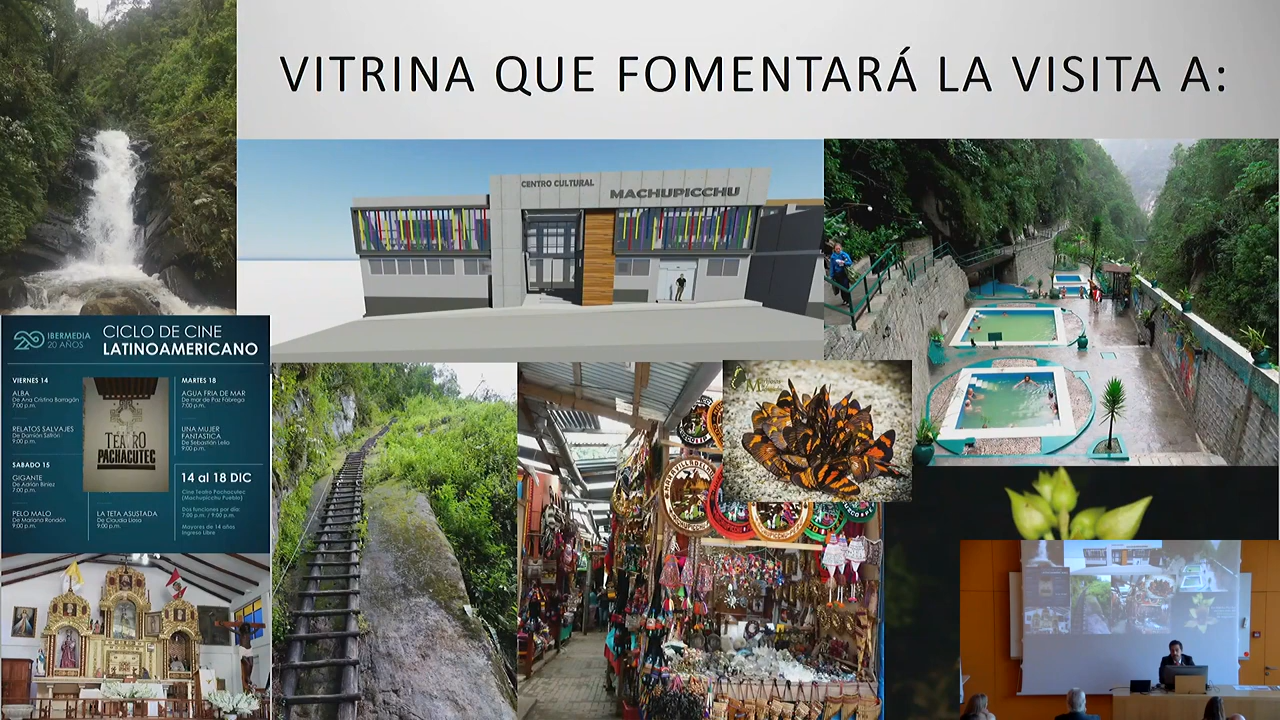 VITRINA QUE FOMENTARÁ LA VISITA A:
CENTRO CULTURAL
MACHUPICCHU
20 IBERMEDIA
20 AÑOS
CICLO DE CINE
LATINOAMERICANO
VIERNES 14
ALBA
De Ana Cristina Barragán
7:00 p.m.
RELATOS SALVAJES
De Damián Szifrón
9:00 p.m.
SABADO 15
GIGANTE
De Adrián Biniez
7:00 p.m.
PELO MALO
De Mariana Rondón
9:00 p.m.
TEATRO
PACHACUTEC
LA TETA ASUSTADA
De Claudia Llosa
9:00 p.m.
MARTES 18
AGUA FRIA DE MAR
De mar de Paz Fábrega
7:00 p.m.
UNA MUJER
FANTASTICA
De Sebastián Lelio
9:00 p.m.
14 al 18 DIC
Cine Teatro Pachacutec
(Machupicchu Pueblo)
Dos funciones por día:
7:00 p.m. / 9:00 p.m.
Mayores de 14 años
Ingreso Libre